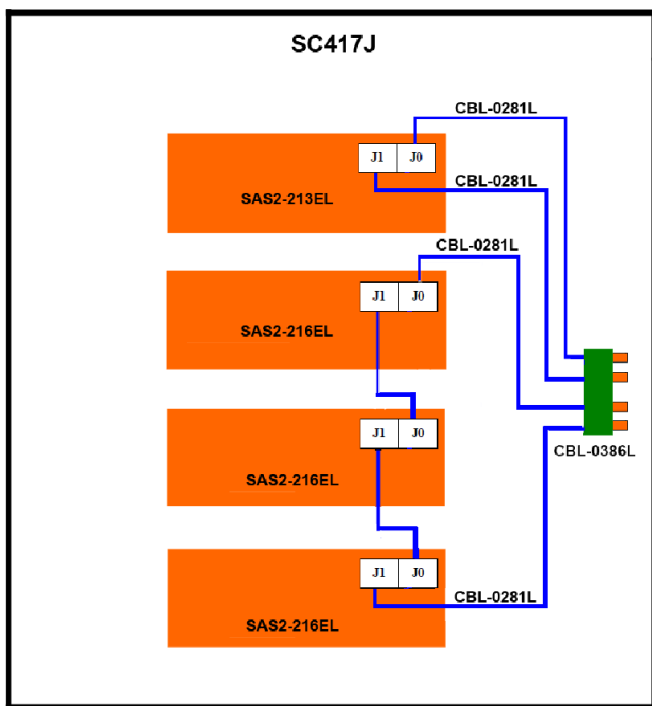 SC417J
CBL-0281L
J1 J0
CBL-0281L
SAS2-213EL
CBL-0281L
J1 J0
SAS2-216EL
J1 J0
CBL-0386L
SAS2-216EL
J1 J0
CBL-0281L
SAS2-216EL